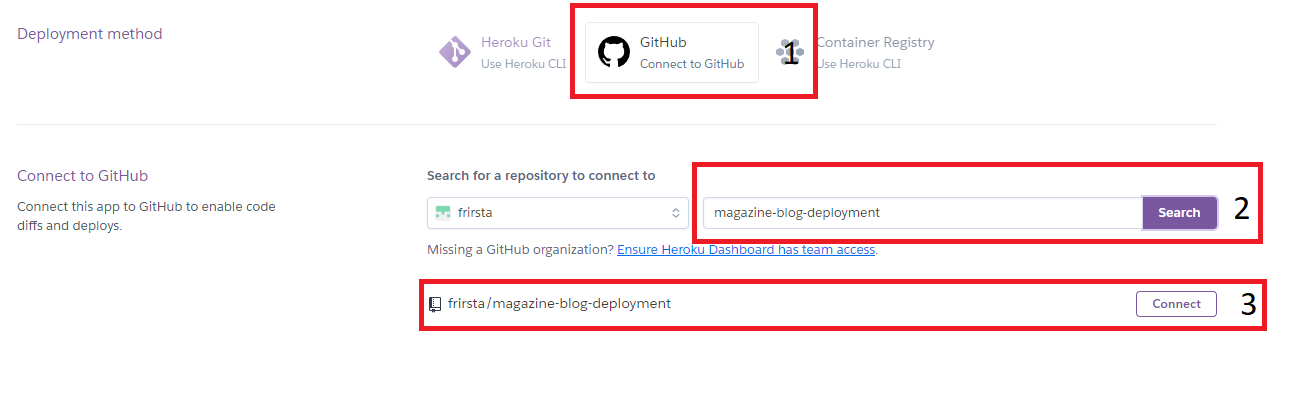 Deployment method
Heroku Git
Use Heroku CLI
GitHub
Connect to GitHub
1
Container Registry
Use Heroku CLI
Connect to GitHub
Connect this app to GitHub to enable code
diffs and deploys.
Search for a repository to connect to
frirsta
magazine-blog-deployment
Search
2
Missing a GitHub organization? Ensure Heroku Dashboard has team access.
frirsta/magazine-blog-deployment
Connect
3